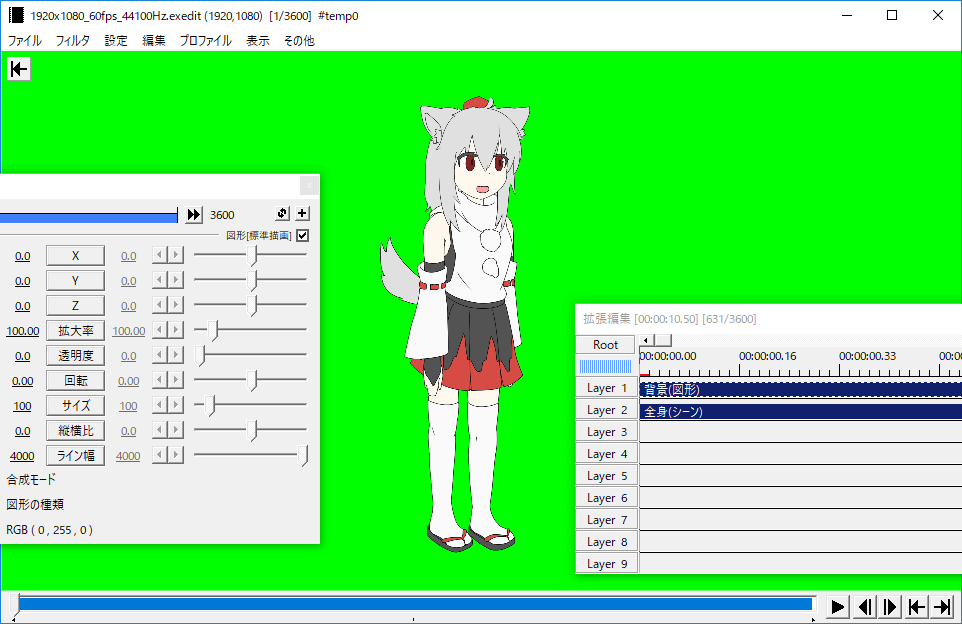 1920x1080_60fps_44100Hz.exedit (1920,1080) [1/3600] #temp0
ファイル フィルタ 設定 編集 プロファイル 表示 その他
3600
図形[標準描画]
0.0 X 0.0
0.0 Y 0.0
0.0 Z 0.0
100.00 拡大率 100.00
0.0 透明度 0.0
0.00 回転 0.00
100 サイズ 100
0.0 縦横比 0.0
4000 ライン幅 4000
合成モード
図形の種類
RGB ( 0 , 255 , 0 )
拡張編集 [00:00:10.50] [631/3600]
Root
00:00:00.00 00:00:00.16 00:00:00.33 00:0
Layer 1 背景(図形)
Layer 2 全身(シーン)
Layer 3
Layer 4
Layer 5
Layer 6
Layer 7
Layer 8
Layer 9